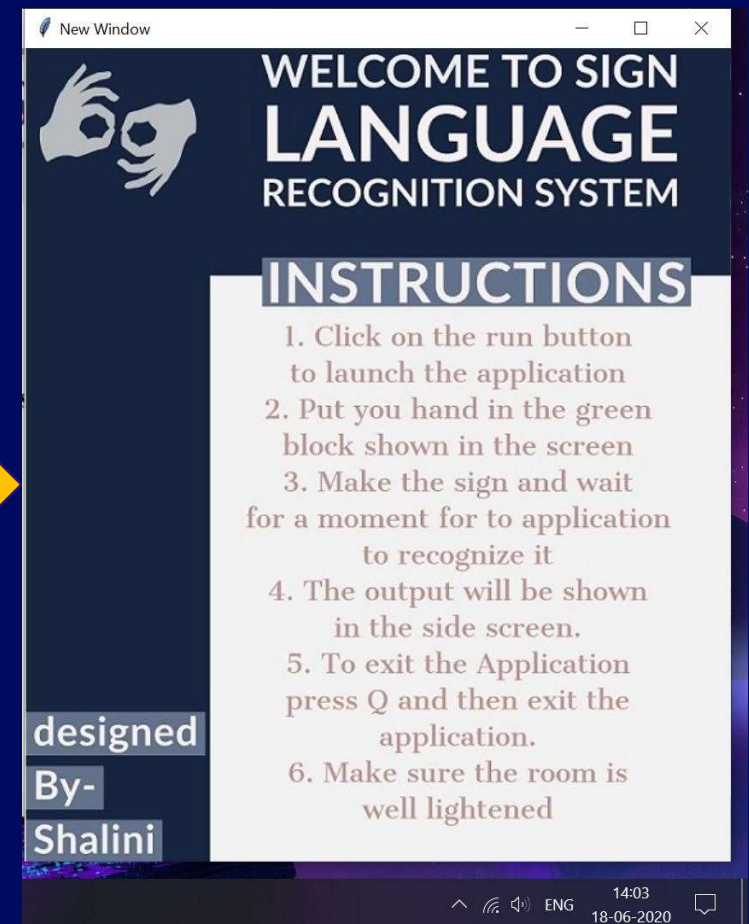 New Window
WELCOME TO SIGN
LANGUAGE
RECOGNITION SYSTEM
INSTRUCTIONS
1. Click on the run button
to launch the application
2. Put you hand in the green
block shown in the screen
3. Make the sign and wait
for a moment for to application
to recognize it
4. The output will be shown
in the side screen.
5. To exit the Application
press Q and then exit the
application.
6. Make sure the room is
well lightened
designed
By-
Shalini
ENG
14:03
18-06-2020